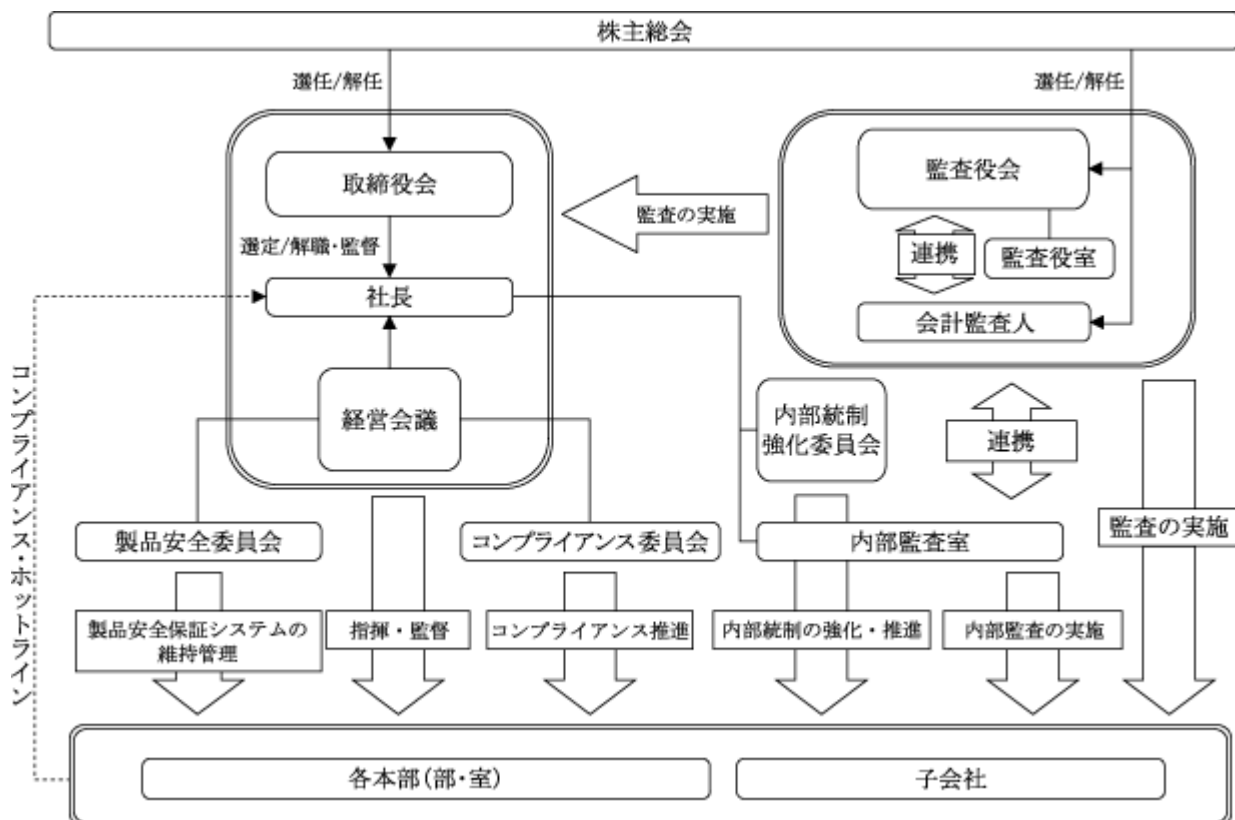 株主総会
選任/解任
選任/解任
取締役会
監査役会
監査の実施
選定/解職・監督
連携
監査役室
社長
会計監査人
コンプライアンス・ホットライン
経営会議
内部統制
強化委員会
連携
製品安全委員会
コンプライアンス委員会
内部監査室
監査の実施
製品安全保証システムの
維持管理
指揮・監督
コンプライアンス推進
内部統制の強化・推進
内部監査の実施
各本部(部・室)
子会社